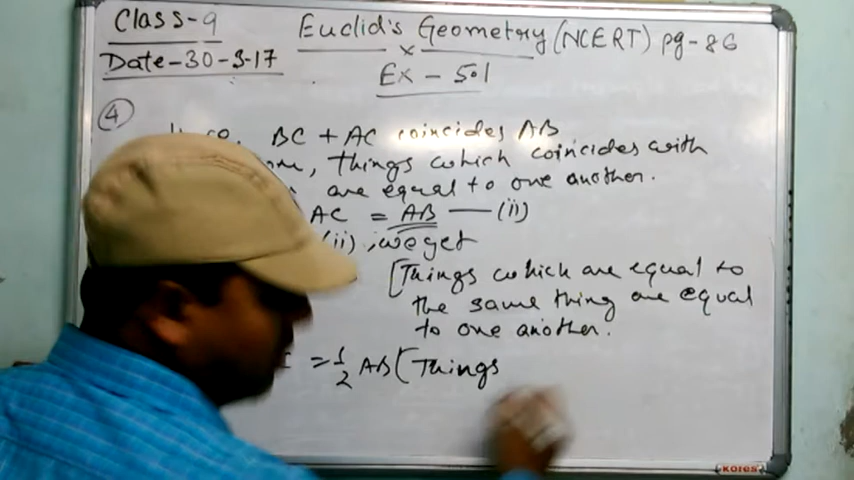 Class-9
Euclid's Geometry (NCERT) pg-86
Date-30-3-17
Ex - 5.1
4
BC + AC coincides AB
things which coincides with
are equal to one another.
AC = AB — (ii)
(ii), we get
[Things which are equal to
the same thing are equal
to one another.
= 1/2 AB [Things
kores